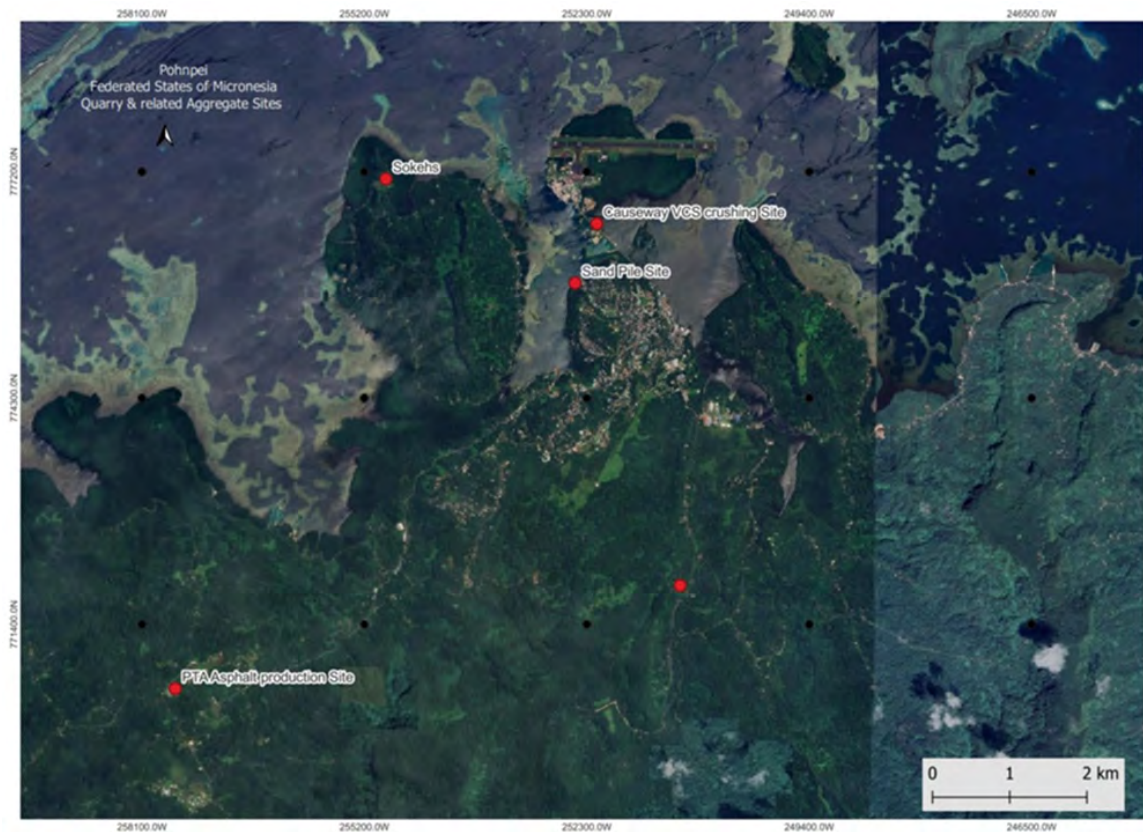 258100.0W 255200.0W 252300.0W 249400.0W 246500.0W
Pohnpei
Federated States of Micronesia
Quarry & related Aggregate Sites
777200.0N
Sokehs
Causeway VCS crushing Site
Sand Pile Site
774300.0N
771400.0N
PTA Asphalt production Site
0 1 2 km
258100.0W 255200.0W 252300.0W 249400.0W 246500.0W